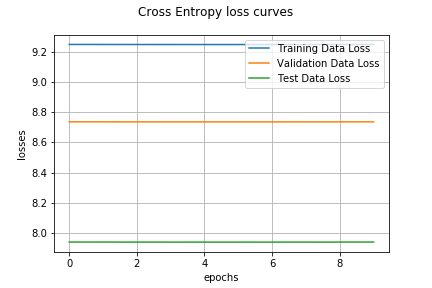 Cross Entropy loss curves
Training Data Loss
Validation Data Loss
Test Data Loss
9.2
9.0
8.8
8.6
8.4
8.2
8.0
losses
0 2 4 6 8
epochs